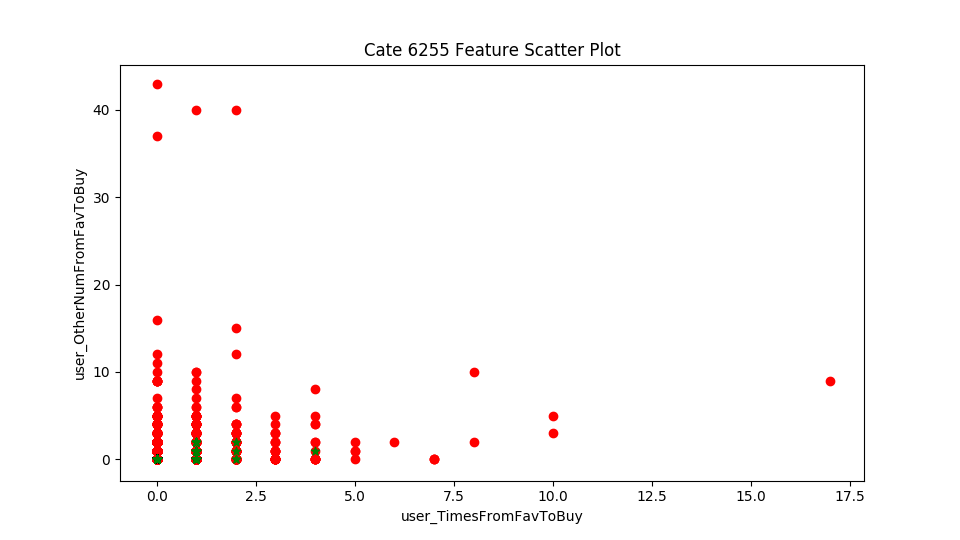 Cate 6255 Feature Scatter Plot
user_OtherNumFromFavToBuy
40
30
20
10
0
0.0 2.5 5.0 7.5 10.0 12.5 15.0 17.5
user_TimesFromFavToBuy